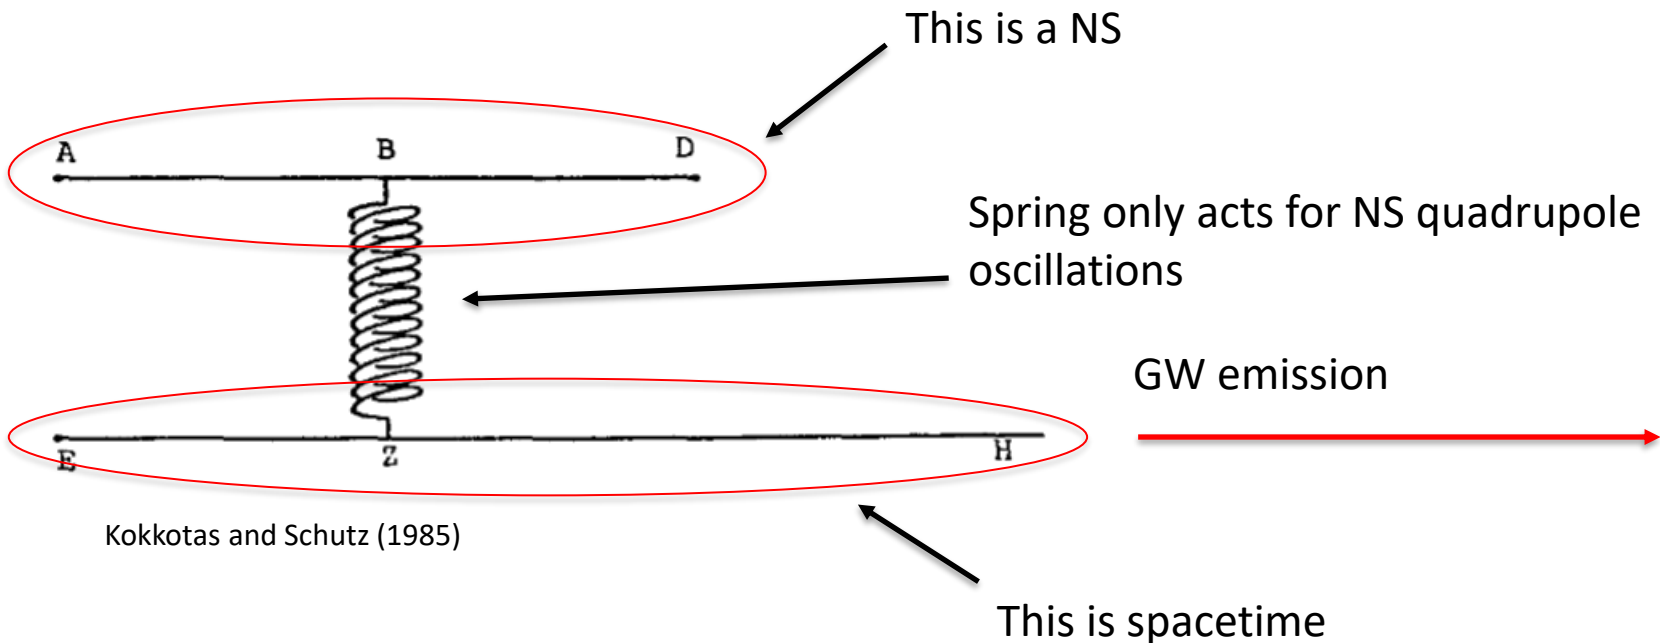 This is a NS
A B D
Spring only acts for NS quadrupole
oscillations
GW emission
E Z H
Kokkotas and Schutz (1985)
This is spacetime